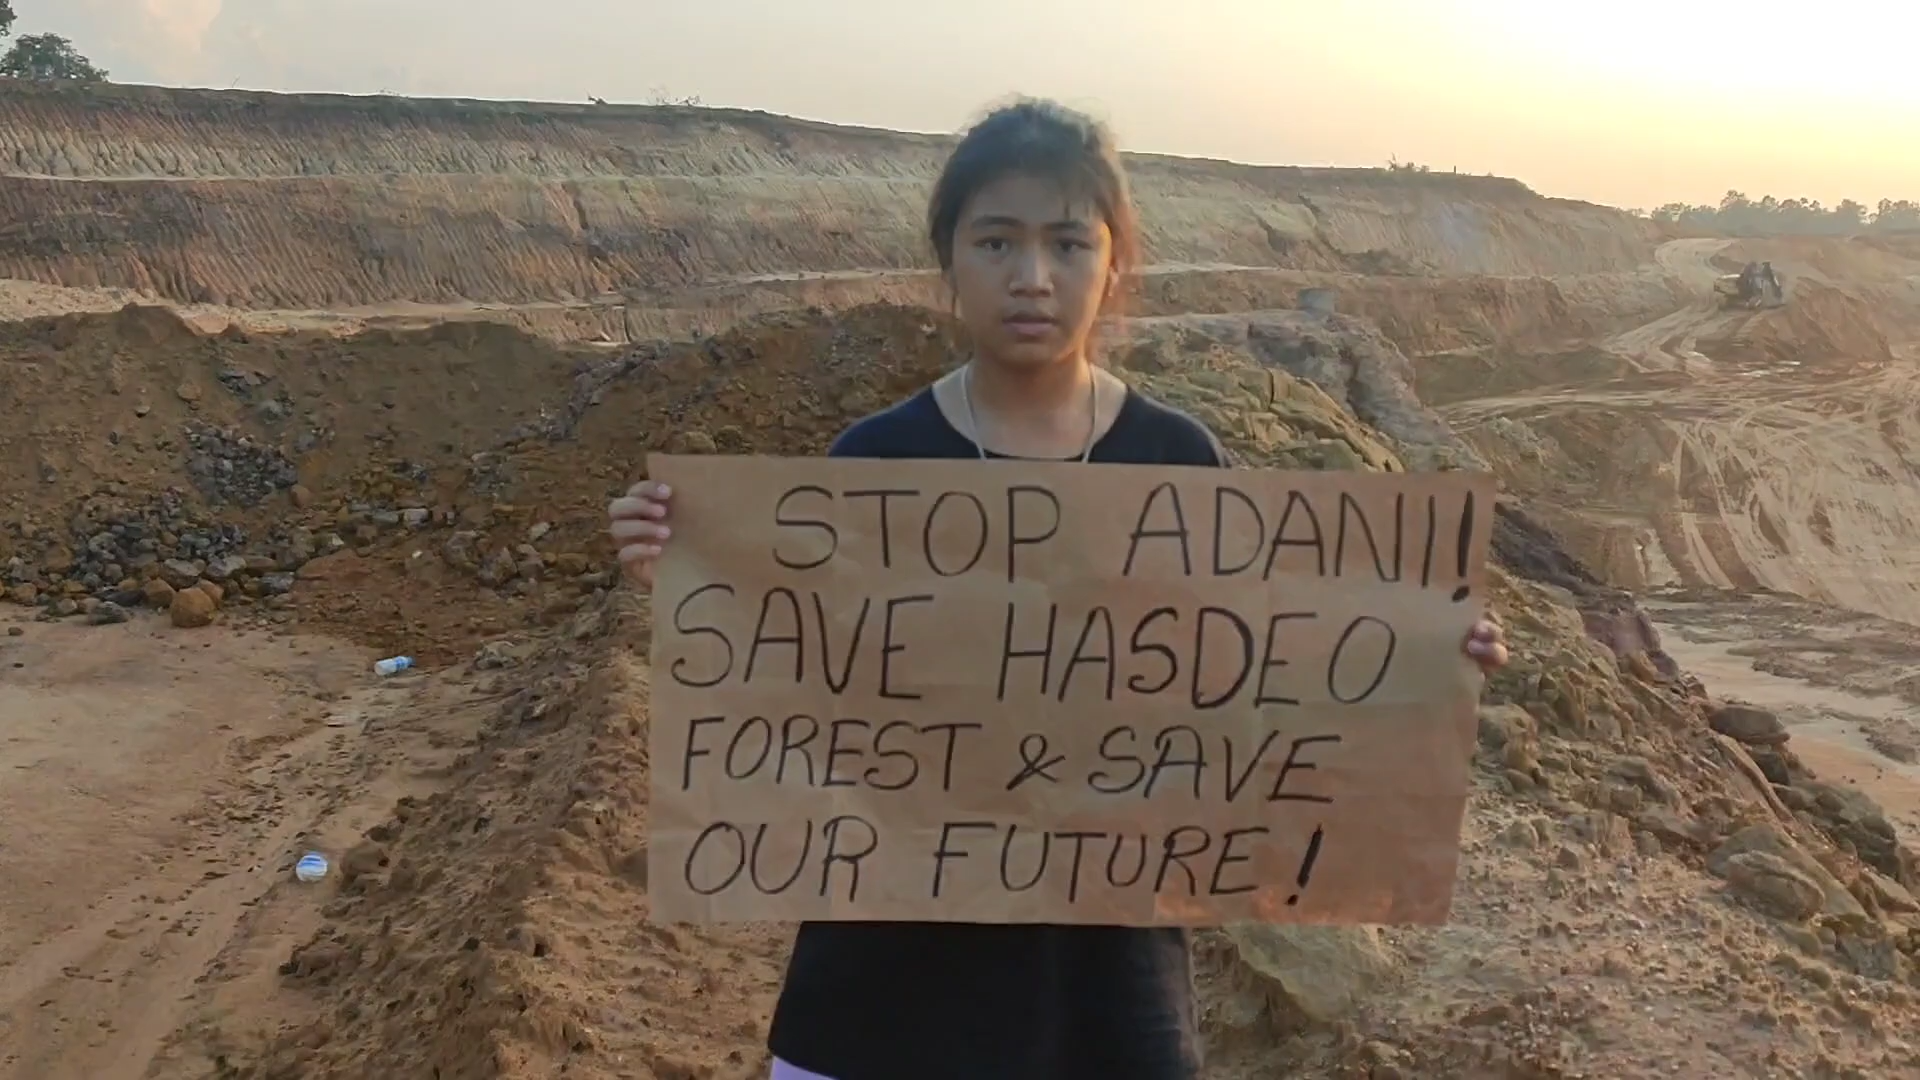 STOP ADANI!
SAVE HASDEO
FOREST & SAVE
OUR FUTURE!